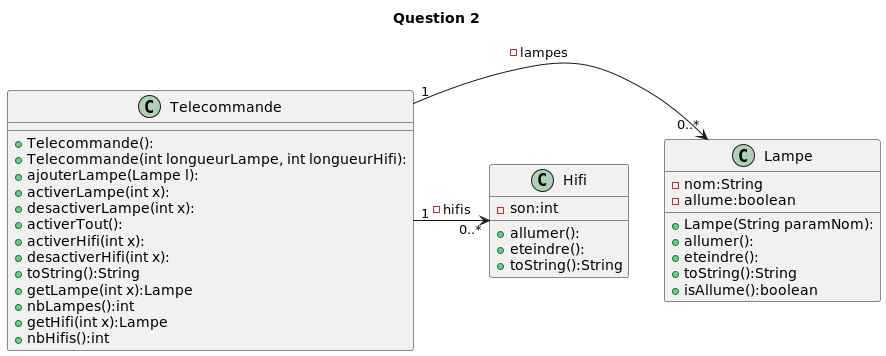 Question 2
lampes
1
0..*
C Telecommande
Telecommande():
Telecommande(int longueurLampe, int longueurHifi):
ajouterLampe(Lampe l):
activerLampe(int x):
desactiverLampe(int x):
activerTout():
activerHifi(int x):
desactiverHifi(int x):
toString():String
getLampe(int x):Lampe
nbLampes():int
getHifi(int x):Lampe
nbHifis():int
1
hifis
0..*
C Hifi
son:int
allumer():
eteindre():
toString():String
C Lampe
nom:String
allume:boolean
Lampe(String paramNom):
allumer():
eteindre():
toString():String
isAllume():boolean